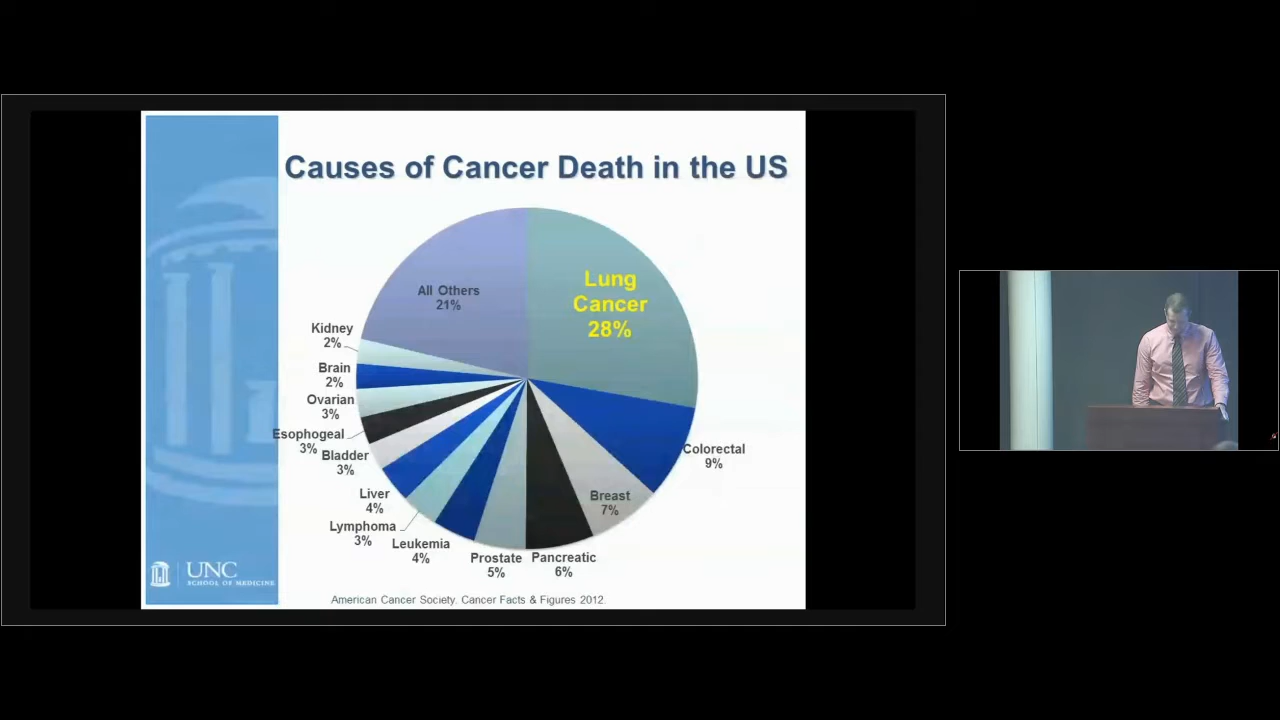 Causes of Cancer Death in the US
Lung
Cancer
28%
All Others
21%
Kidney
2%
Brain
2%
Ovarian
3%
Esophogeal
3%
Bladder
3%
Liver
4%
Lymphoma
3%
Leukemia
4%
Prostate
5%
Pancreatic
6%
Breast
7%
Colorectal
9%
UNC
SCHOOL OF MEDICINE
American Cancer Society. Cancer Facts & Figures 2012.